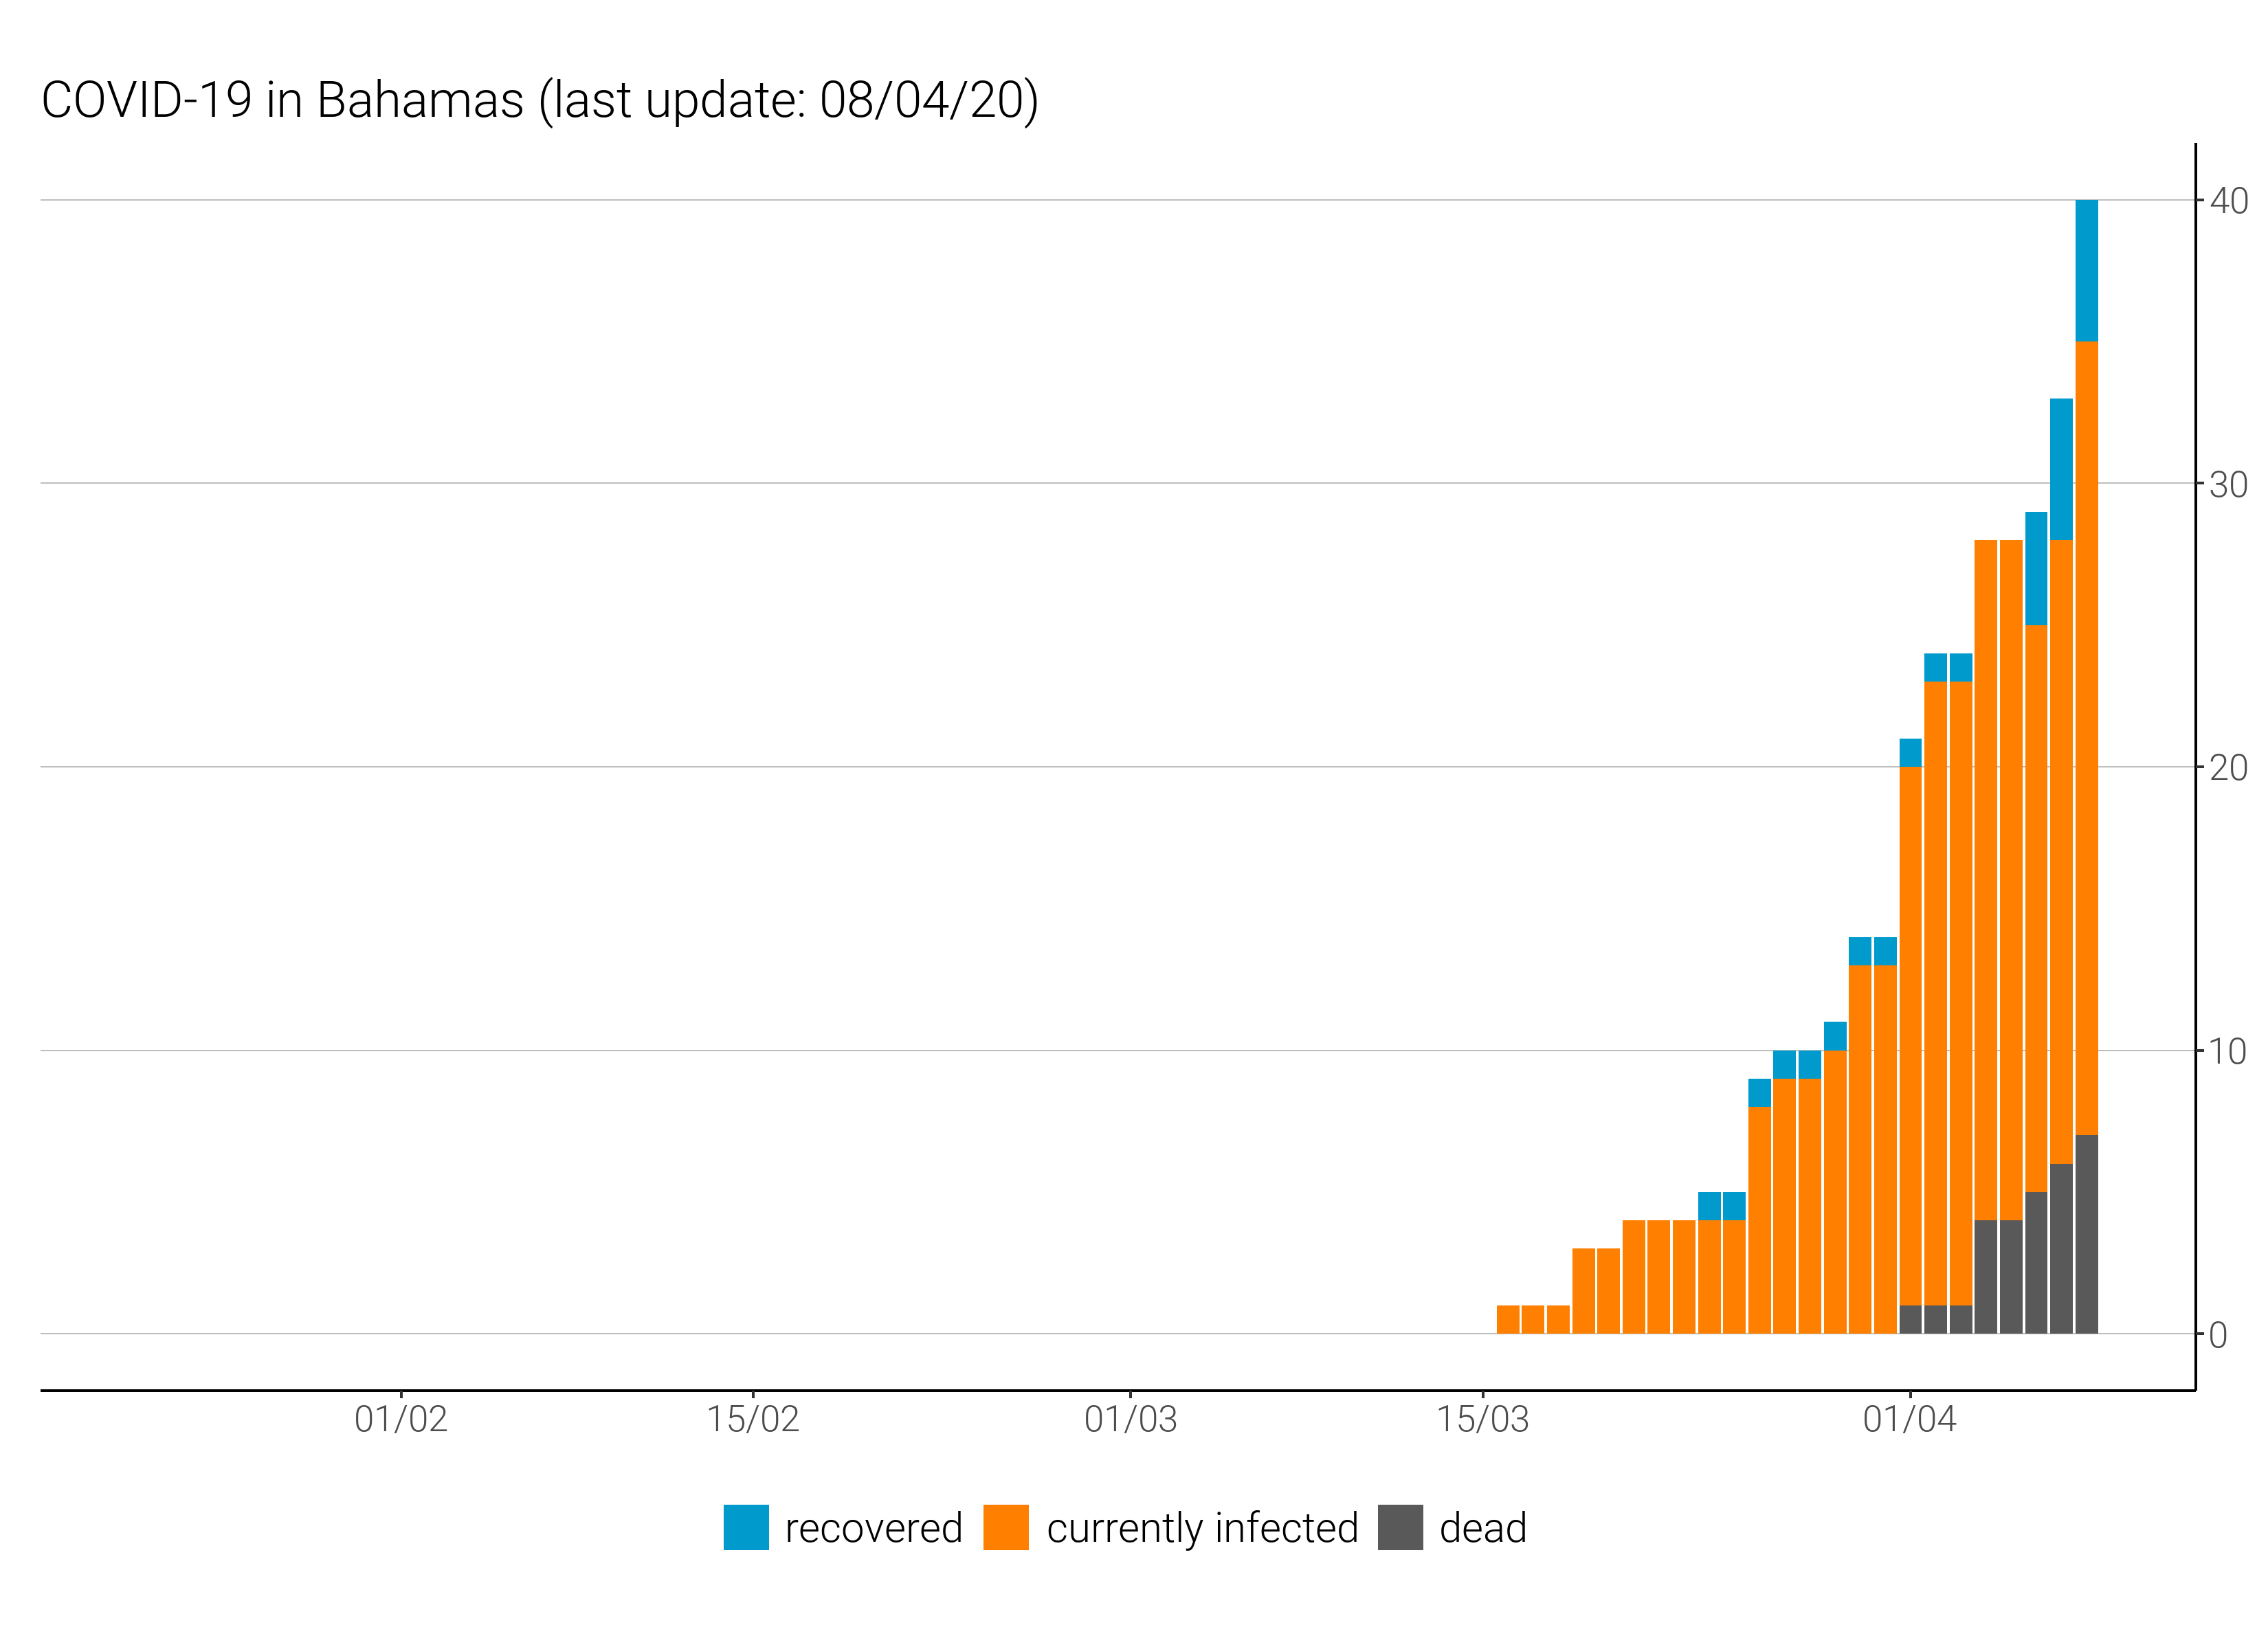 COVID-19 in Bahamas (last update: 08/04/20)
40
30
20
10
0
01/02 15/02 01/03 15/03 01/04
recovered currently infected dead